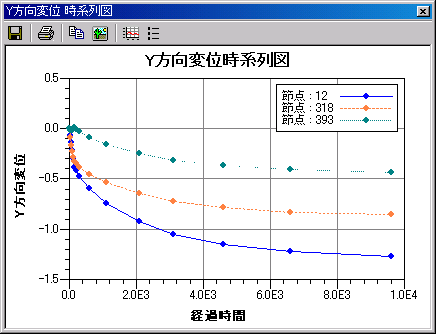 Y方向変位 時系列図
Y方向変位時系列図
節点 : 12
節点 : 318
節点 : 393
Y方向変位
0.5
0.0
−0.5
−1.0
−1.5
0.0
2.0E3
4.0E3
6.0E3
8.0E3
1.0E4
経過時間